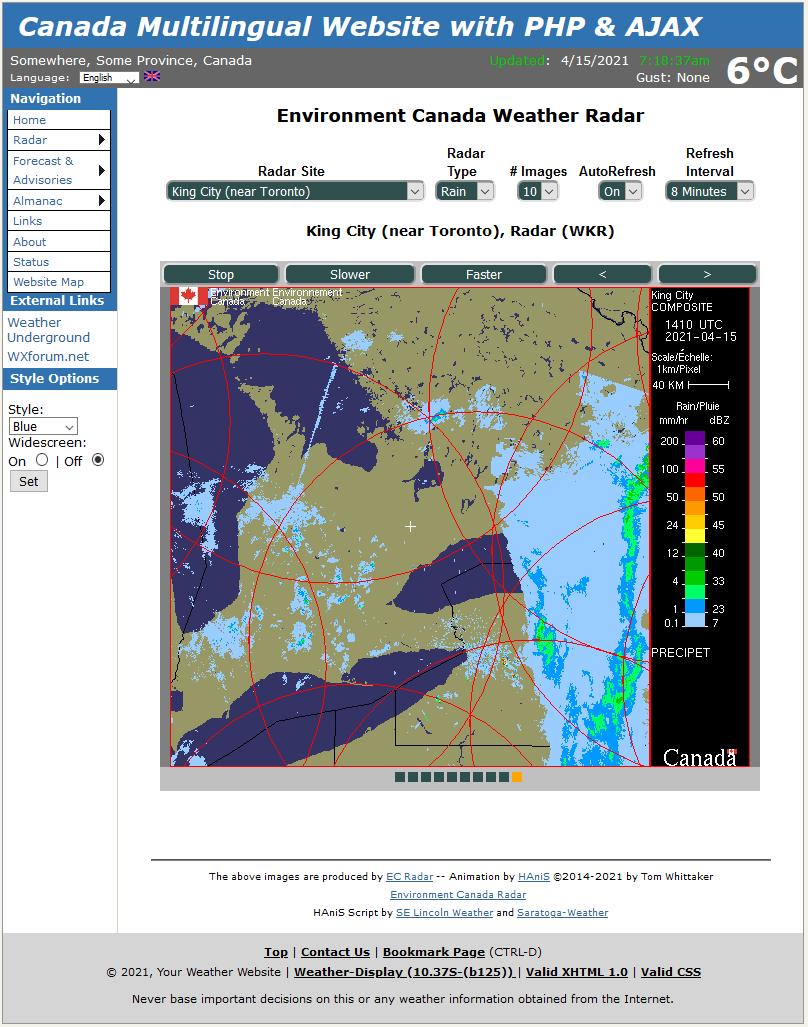 Canada Multilingual Website with PHP & AJAX
Somewhere, Some Province, Canada
Updated: 4/15/2021 7:18:37am
Language: English
Gust: None
6°C
Navigation
Home
Radar
Forecast &
Advisories
Almanac
Links
About
Status
Website Map
External Links
Weather
Underground
WXforum.net
Style Options
Style:
Blue
Widescreen:
On | Off
Set
Environment Canada Weather Radar
Radar Site
Radar
Type
# Images
AutoRefresh
Refresh
Interval
King City (near Toronto)
Rain
10
On
8 Minutes
King City (near Toronto), Radar (WKR)
Stop
Slower
Faster
<
>
Environment Environnement
Canada Canada
King City
COMPOSITE
1410 UTC
2021-04-15
Scale/Échelle:
1km/Pixel
40 KM
Rain/Pluie
mm/hr dBZ
200 60
100 55
50 50
24 45
12 40
4 33
1 23
0.1 7
PRECIPET
Canada
The above images are produced by EC Radar -- Animation by HAniS ©2014-2021 by Tom Whittaker
Environment Canada Radar
HAniS Script by SE Lincoln Weather and Saratoga-Weather
Top | Contact Us | Bookmark Page (CTRL-D)
© 2021, Your Weather Website | Weather-Display (10.37S-(b125)) | Valid XHTML 1.0 | Valid CSS
Never base important decisions on this or any weather information obtained from the Internet.